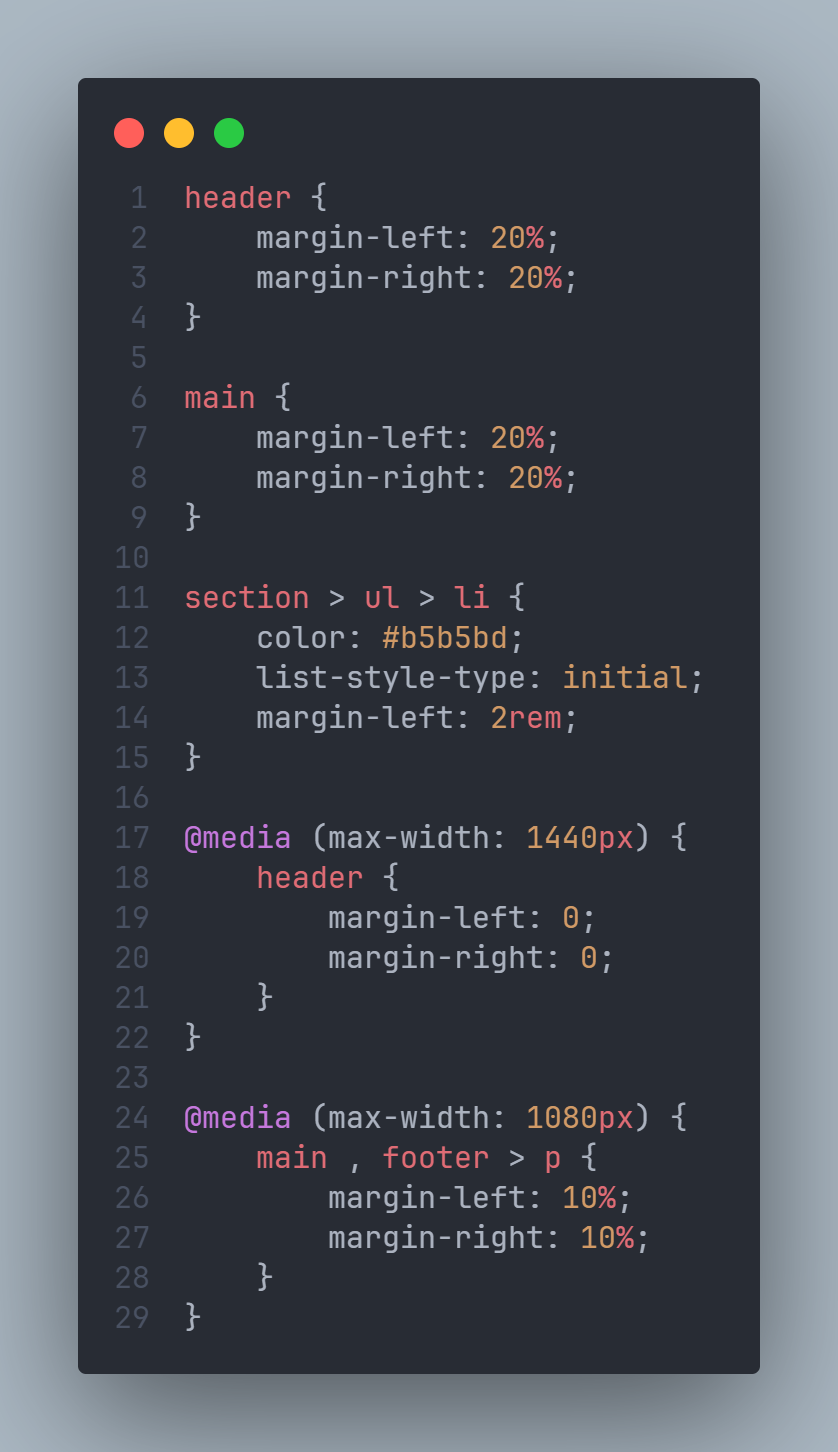 1 header {
2     margin-left: 20%;
3     margin-right: 20%;
4 }
5
6 main {
7     margin-left: 20%;
8     margin-right: 20%;
9 }
10
11 section > ul > li {
12     color: #b5b5bd;
13     list-style-type: initial;
14     margin-left: 2rem;
15 }
16
17 @media (max-width: 1440px) {
18     header {
19         margin-left: 0;
20         margin-right: 0;
21     }
22 }
23
24 @media (max-width: 1080px) {
25     main , footer > p {
26         margin-left: 10%;
27         margin-right: 10%;
28     }
29 }